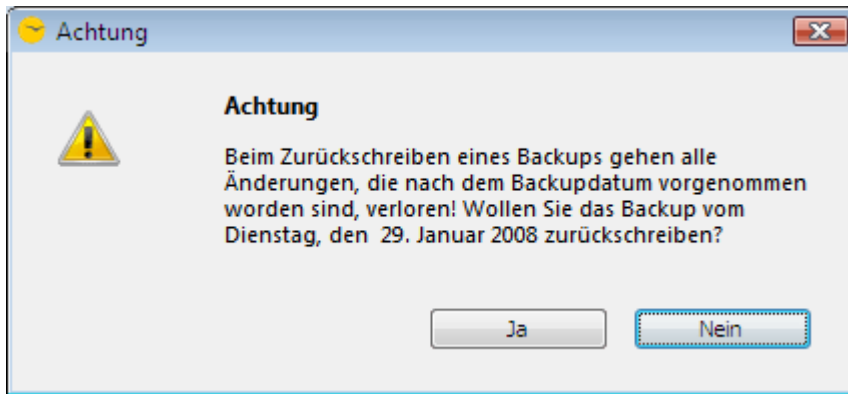 Achtung
Achtung
Beim Zurückschreiben eines Backups gehen alle
Änderungen, die nach dem Backupdatum vorgenommen
worden sind, verloren! Wollen Sie das Backup vom
Dienstag, den  29. Januar 2008 zurückschreiben?
Ja
Nein